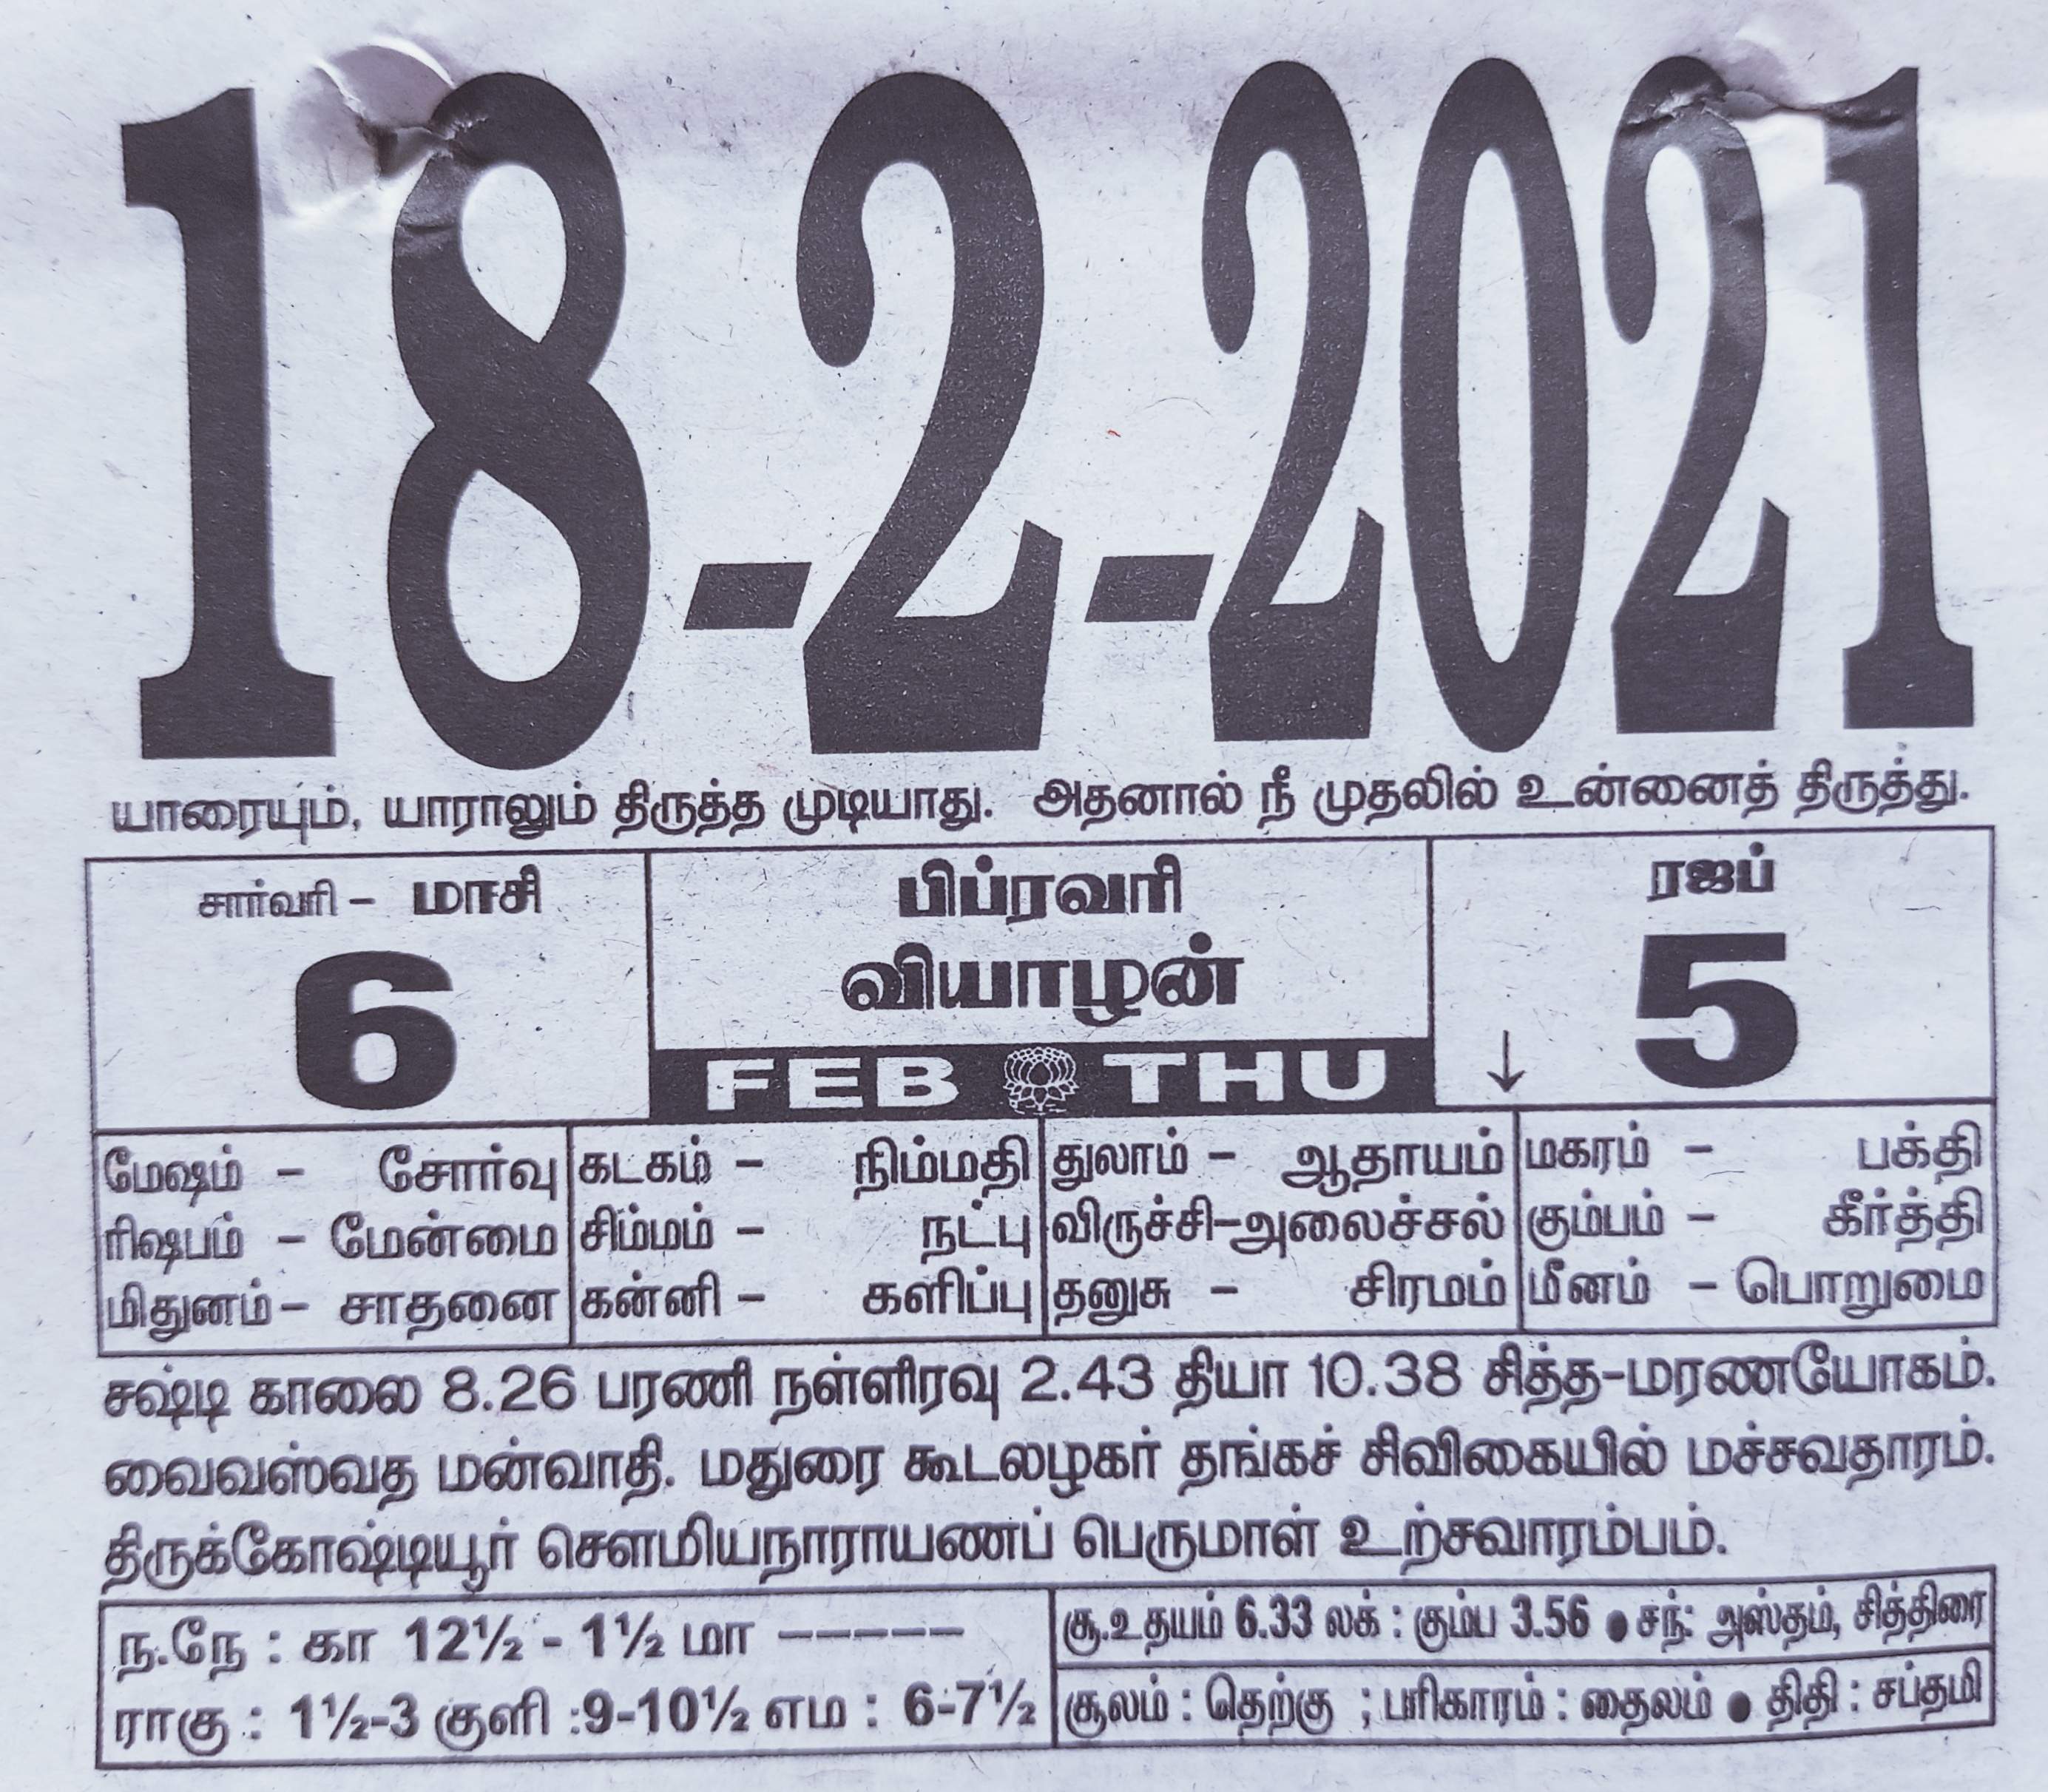 18-2-2021
யாரையும், யாராலும் திருத்த முடியாது. அதனால் நீ முதலில் உன்னைத் திருத்து.
சார்வரி - மாசி
6
பிப்ரவரி
வியாழன்
FEB THU
ரஜப்
5
↓
மேஷம் - சோர்வு கடகம் - நிம்மதி துலாம் - ஆதாயம் மகரம் - பக்தி
ரிஷபம் - மேன்மை சிம்மம் - நட்பு விருச்சி-அலைச்சல் கும்பம் - கீர்த்தி
மிதுனம் - சாதனை கன்னி - களிப்பு தனுசு - சிரமம் மீனம் - பொறுமை
சஷ்டி காலை 8.26 பரணி நள்ளிரவு 2.43 தியா 10.38 சித்த-மரணயோகம்.
வைவஸ்வத மன்வாதி. மதுரை கூடலழகர் தங்கச் சிவிகையில் மச்சவதாரம்.
திருக்கோஷ்டியூர் சௌமியநாராயணப் பெருமாள் உற்சவாரம்பம்.
ந.நே : கா 12½ - 1½ மா -----
ராகு : 1½-3 குளி :9-10½ எம : 6-7½
சூ.உதயம் 6.33 லக் : கும்ப 3.56 ● சந்: அஸ்தம், சித்திரை
சூலம் : தெற்கு ; பரிகாரம் : தைலம் ● திதி : சப்தமி